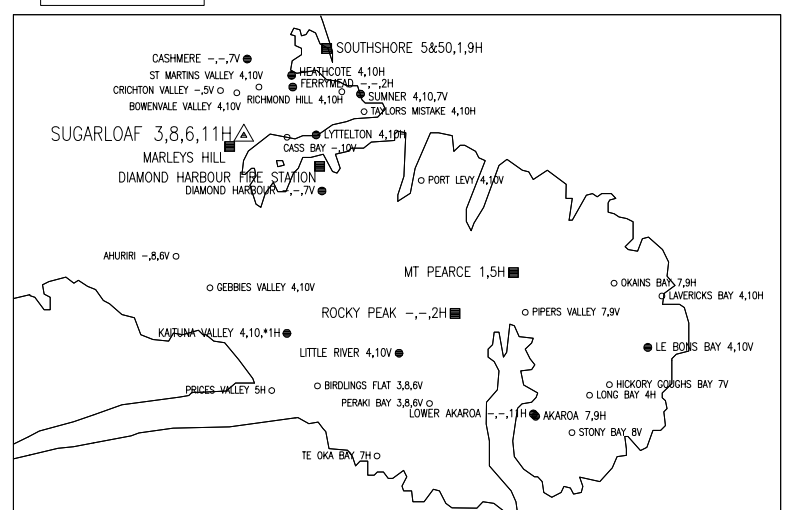 SOUTHSHORE 5&50,1,9H
CASHMERE -,-,7V
HEATHCOTE 4,10H
ST MARTINS VALLEY 4,10V
FERRYMEAD -,-,2H
CRICHTON VALLEY -,5V
RICHMOND HILL 4,10H
SUMNER 4,10,7V
BOWENVALE VALLEY 4,10V
TAYLORS MISTAKE 4,10H
SUGARLOAF 3,8,6,11H
LYTTELTON 4,10H
CASS BAY -,10V
MARLEYS HILL
DIAMOND HARBOUR FIRE STATION
PORT LEVY 4,10V
DIAMOND HARBOUR -,-,7V
AHURIRI -,8,6V
MT PEARCE 1,5H
OKAINS BAY 7,9H
GEBBIES VALLEY 4,10V
LAVERICKS BAY 4,10H
ROCKY PEAK -,-,2H
PIPERS VALLEY 7,9V
KAITUNA VALLEY 4,10,*1H
LE BONS BAY 4,10V
LITTLE RIVER 4,10V
BIRDLINGS FLAT 3,8,6V
HICKORY GOUGHS BAY 7V
PRICES VALLEY 5H
LONG BAY 4H
PERAKI BAY 3,8,6V
LOWER AKAROA -,-,11H
AKAROA 7,9H
STONY BAY 8V
TE OKA BAY 7H